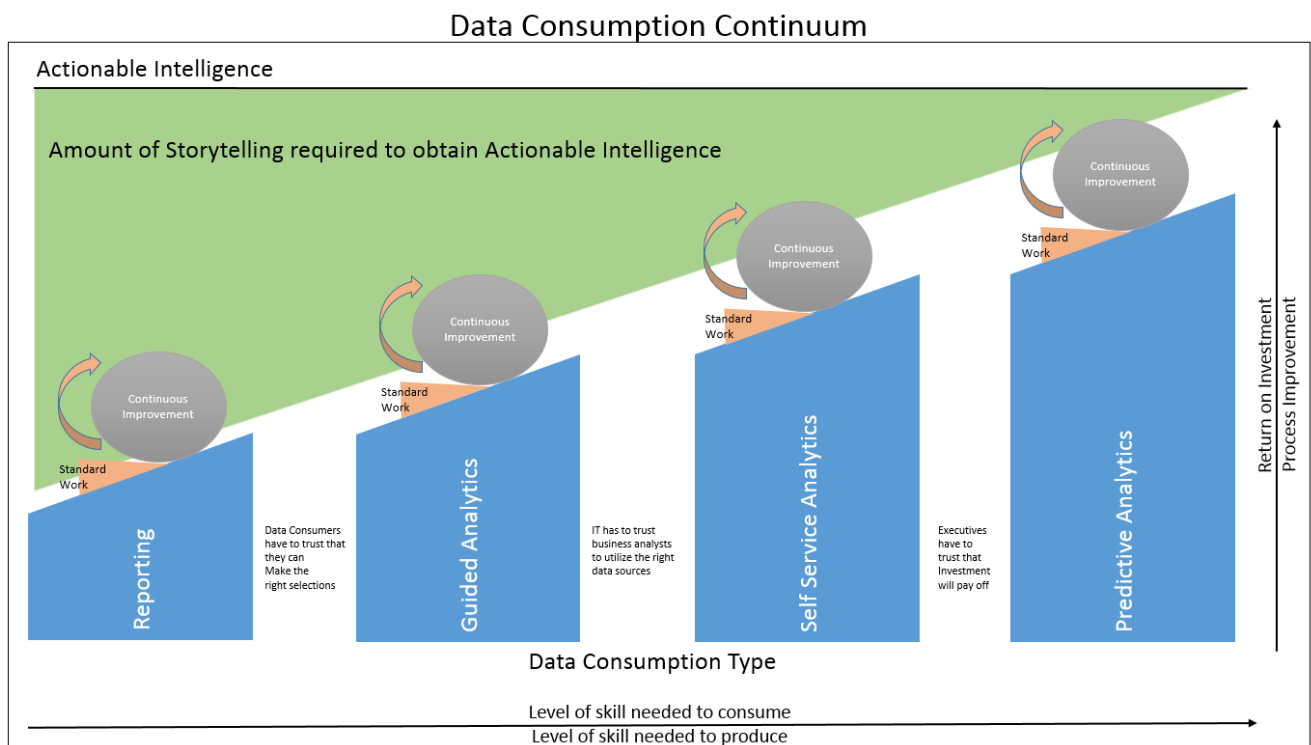 Data Consumption Continuum
Actionable Intelligence
Amount of Storytelling required to obtain Actionable Intelligence
Continuous
Improvement
Standard
Work
Continuous
Improvement
Standard
Work
Continuous
Improvement
Standard
Work
Continuous
Improvement
Standard
Work
Reporting
Data Consumers
have to trust that
they can
Make the
right selections
Guided Analytics
IT has to trust
business analysts
to utilize the right
data sources
Self Service Analytics
Executives
have to
trust that
Investment
will pay off
Predictive Analytics
Return on Investment
Process Improvement
Data Consumption Type
Level of skill needed to consume
Level of skill needed to produce